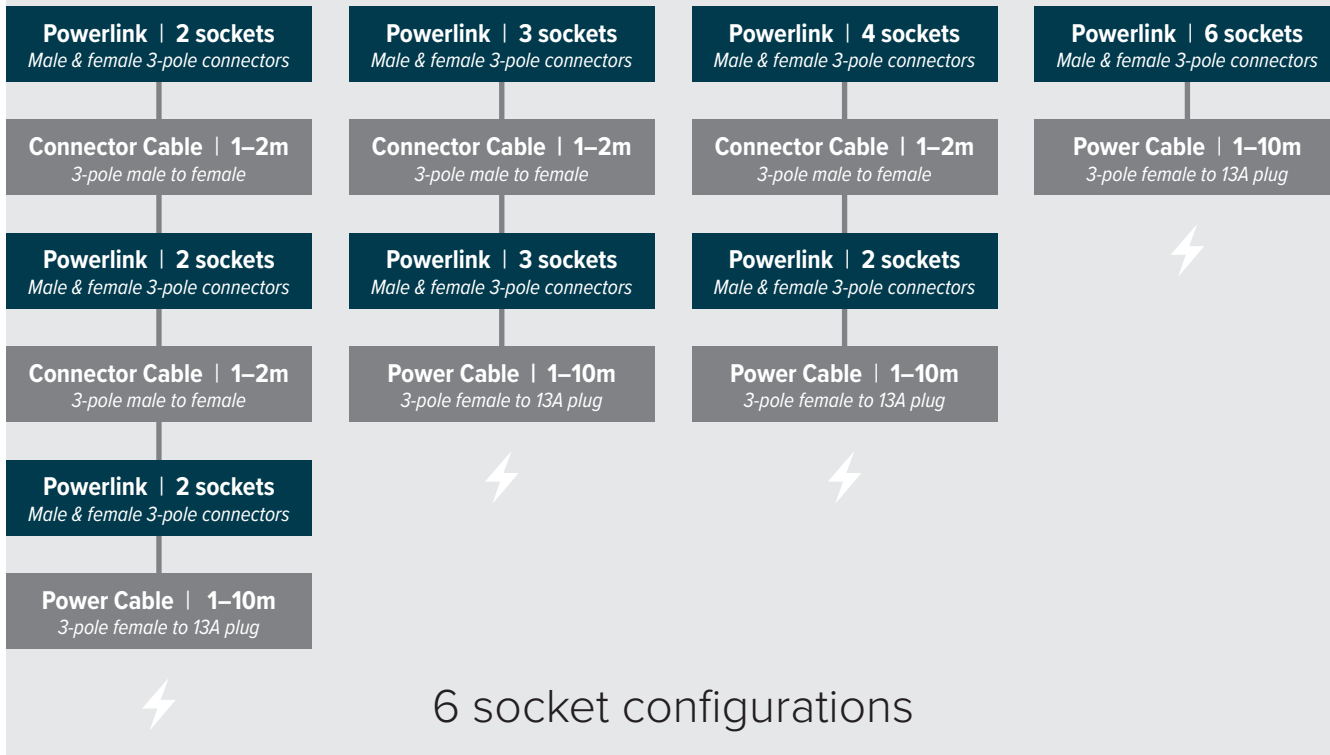 Powerlink | 2 sockets
Male & female 3-pole connectors
Connector Cable | 1–2m
3-pole male to female
Powerlink | 2 sockets
Male & female 3-pole connectors
Connector Cable | 1–2m
3-pole male to female
Powerlink | 2 sockets
Male & female 3-pole connectors
Power Cable | 1–10m
3-pole female to 13A plug
Powerlink | 3 sockets
Male & female 3-pole connectors
Connector Cable | 1–2m
3-pole male to female
Powerlink | 3 sockets
Male & female 3-pole connectors
Power Cable | 1–10m
3-pole female to 13A plug
Powerlink | 4 sockets
Male & female 3-pole connectors
Connector Cable | 1–2m
3-pole male to female
Powerlink | 2 sockets
Male & female 3-pole connectors
Power Cable | 1–10m
3-pole female to 13A plug
Powerlink | 6 sockets
Male & female 3-pole connectors
Power Cable | 1–10m
3-pole female to 13A plug
6 socket configurations